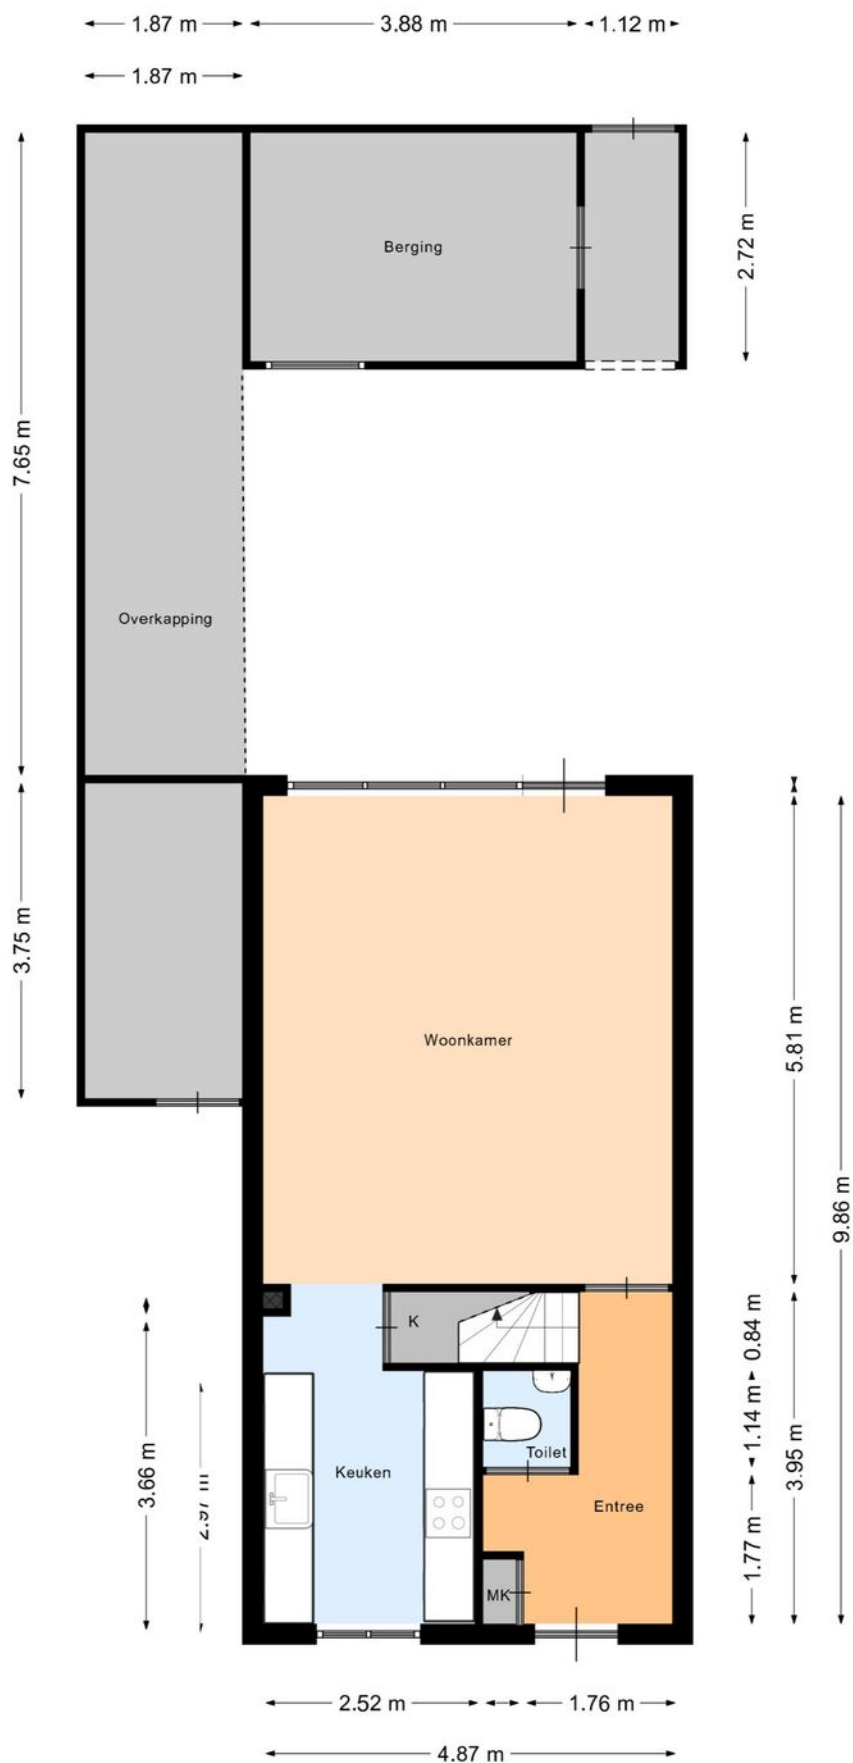 1.87 m
3.88 m
1.12 m
1.87 m
Berging
2.72 m
7.65 m
Overkapping
3.75 m
Woonkamer
5.81 m
9.86 m
K
0.84 m
1.14 m
3.95 m
3.66 m
2.97 m
Keuken
Toilet
Entree
1.77 m
MK
2.52 m
1.76 m
4.87 m